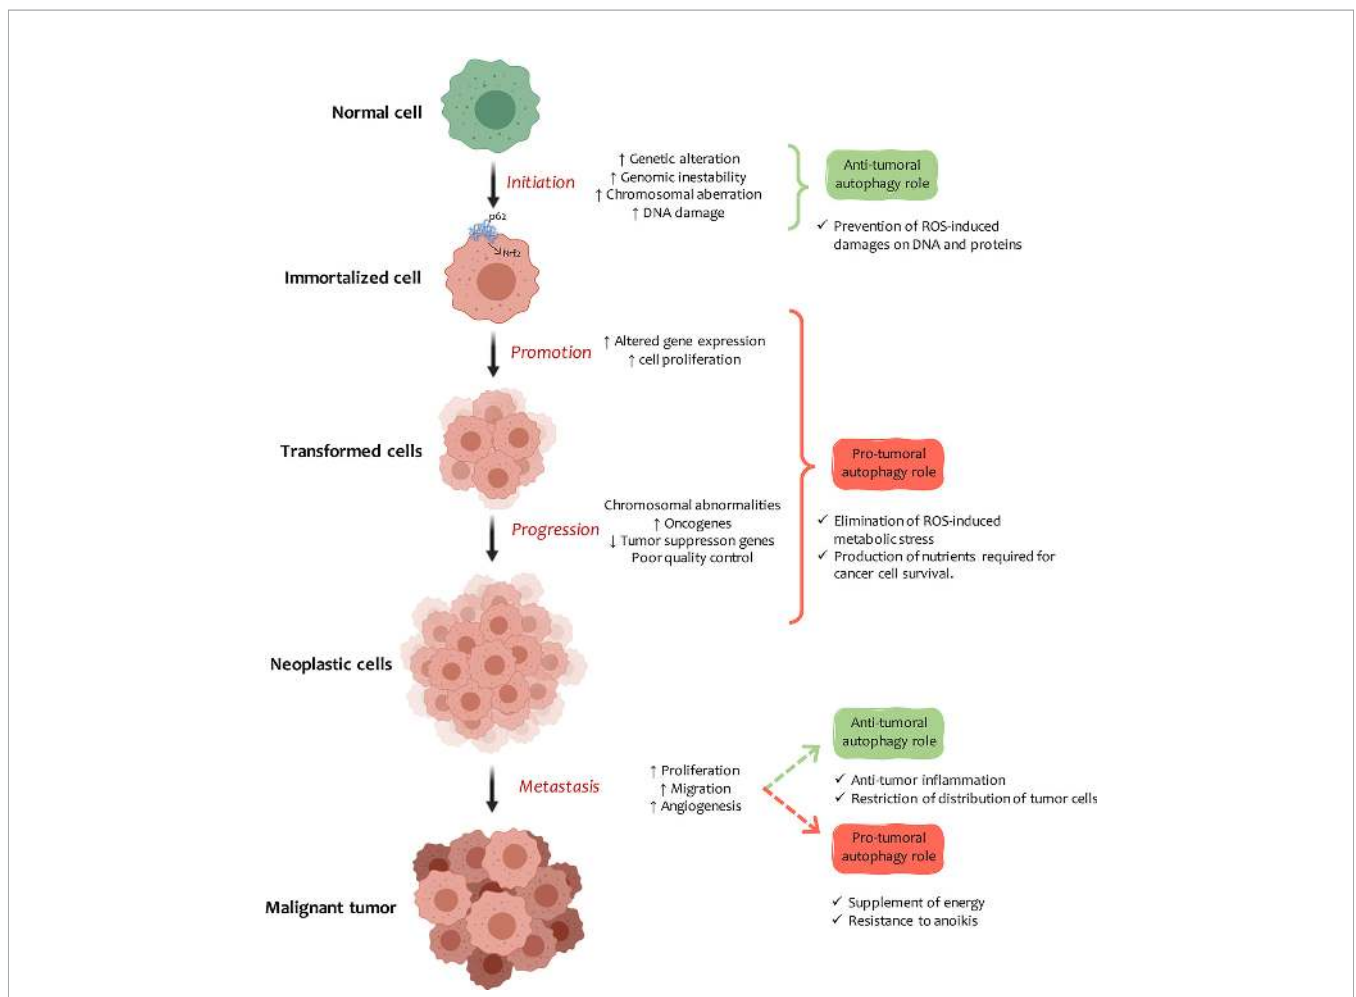 Normal cell
Initiation
↑ Genetic alteration
↑ Genomic inestability
↑ Chromosomal aberration
↑ DNA damage
Anti-tumoral
autophagy role
✓ Prevention of ROS-induced
damages on DNA and proteins
p62
Nrf2
Immortalized cell
Promotion
↑ Altered gene expression
↑ cell proliferation
Transformed cells
Pro-tumoral
autophagy role
Progression
Chromosomal abnormalities
↑ Oncogenes
↓ Tumor suppresson genes
Poor quality control
✓ Elimination of ROS-induced
metabolic stress
✓ Production of nutrients required for
cancer cell survival.
Neoplastic cells
Metastasis
↑ Proliferation
↑ Migration
↑ Angiogenesis
Anti-tumoral
autophagy role
✓ Anti-tumor inflammation
✓ Restriction of distribution of tumor cells
Pro-tumoral
autophagy role
✓ Supplement of energy
✓ Resistance to anoikis
Malignant tumor